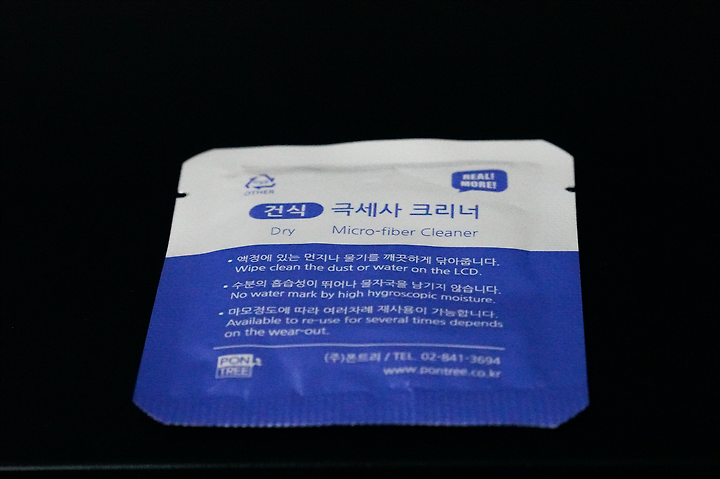 OTHER
REAL!
MORE!
건식 극세사 크리너
Dry Micro-fiber Cleaner
• 액정에 있는 먼지나 물기를 깨끗하게 닦아줍니다.
Wipe clean the dust or water on the LCD.
• 수분의 흡습성이 뛰어나 물자국을 남기지 않습니다.
No water mark by high hygroscopic moisture.
• 마모정도에 따라 여러차례 재사용이 가능합니다.
Available to re-use for several times depends
on the wear-out.
PON
TREE
(주)폰트리 / TEL. 02-841-3694
www.pontree.co.kr